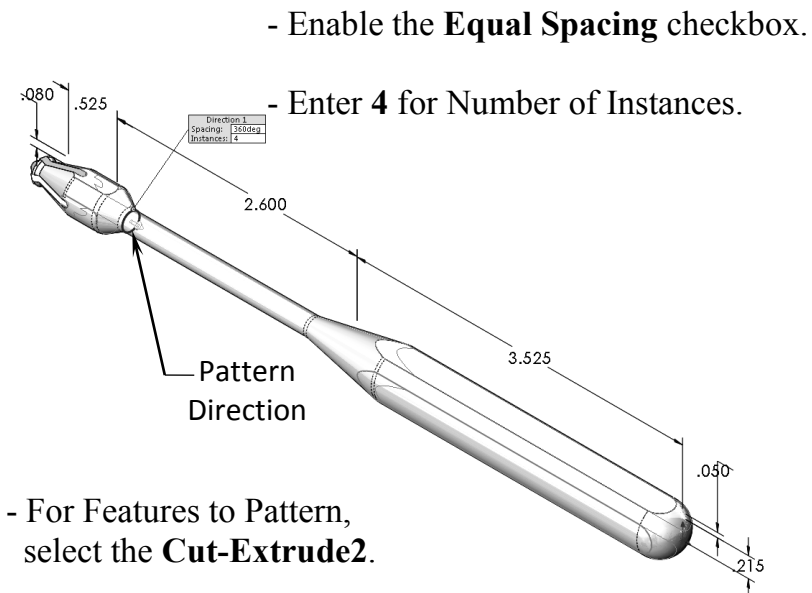 - Enable the Equal Spacing checkbox.
.080
.525
- Enter 4 for Number of Instances.
Direction 1
Spacing: 360deg
Instances: 4
2.600
3.525
Pattern
Direction
.050
- For Features to Pattern,
select the Cut-Extrude2.
.215